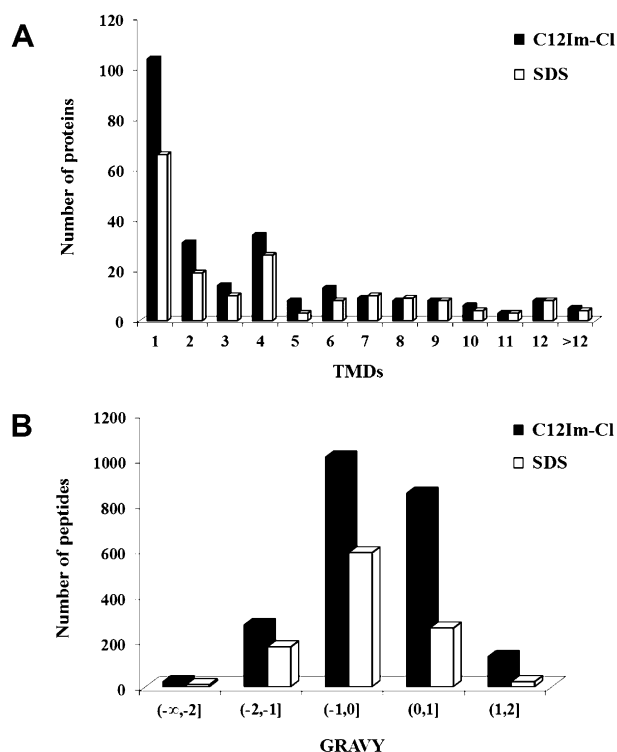 A
120
100
80
60
40
20
0
Number of proteins
C12Im-Cl
SDS
1 2 3 4 5 6 7 8 9 10 11 12 >12
TMDs
B
1200
1000
800
600
400
200
0
Number of peptides
C12Im-Cl
SDS
(-∞,-2] (-2,-1] (-1,0] (0,1] (1,2]
GRAVY